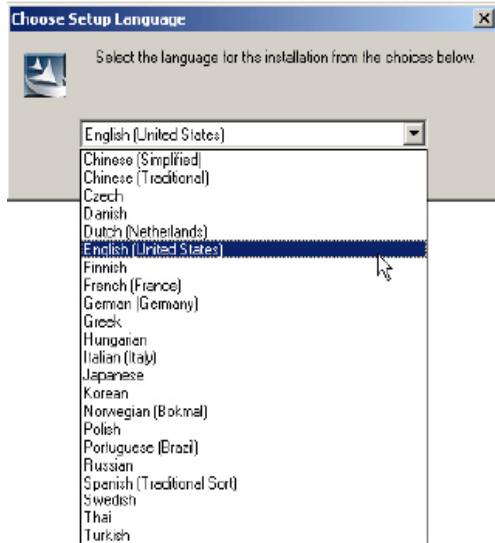 Choose Setup Language
Select the language for the installation from the choices below.
English (United States)
Chinese (Simplified)
Chinese (Traditional)
Czech
Danish
Dutch (Netherlands)
English (United States)
Finnish
French (France)
German (Germany)
Greek
Hungarian
Italian (Italy)
Japanese
Korean
Norwegian (Bokmal)
Polish
Portuguese (Brazil)
Russian
Spanish (Traditional Sort)
Swedish
Thai
Turkish